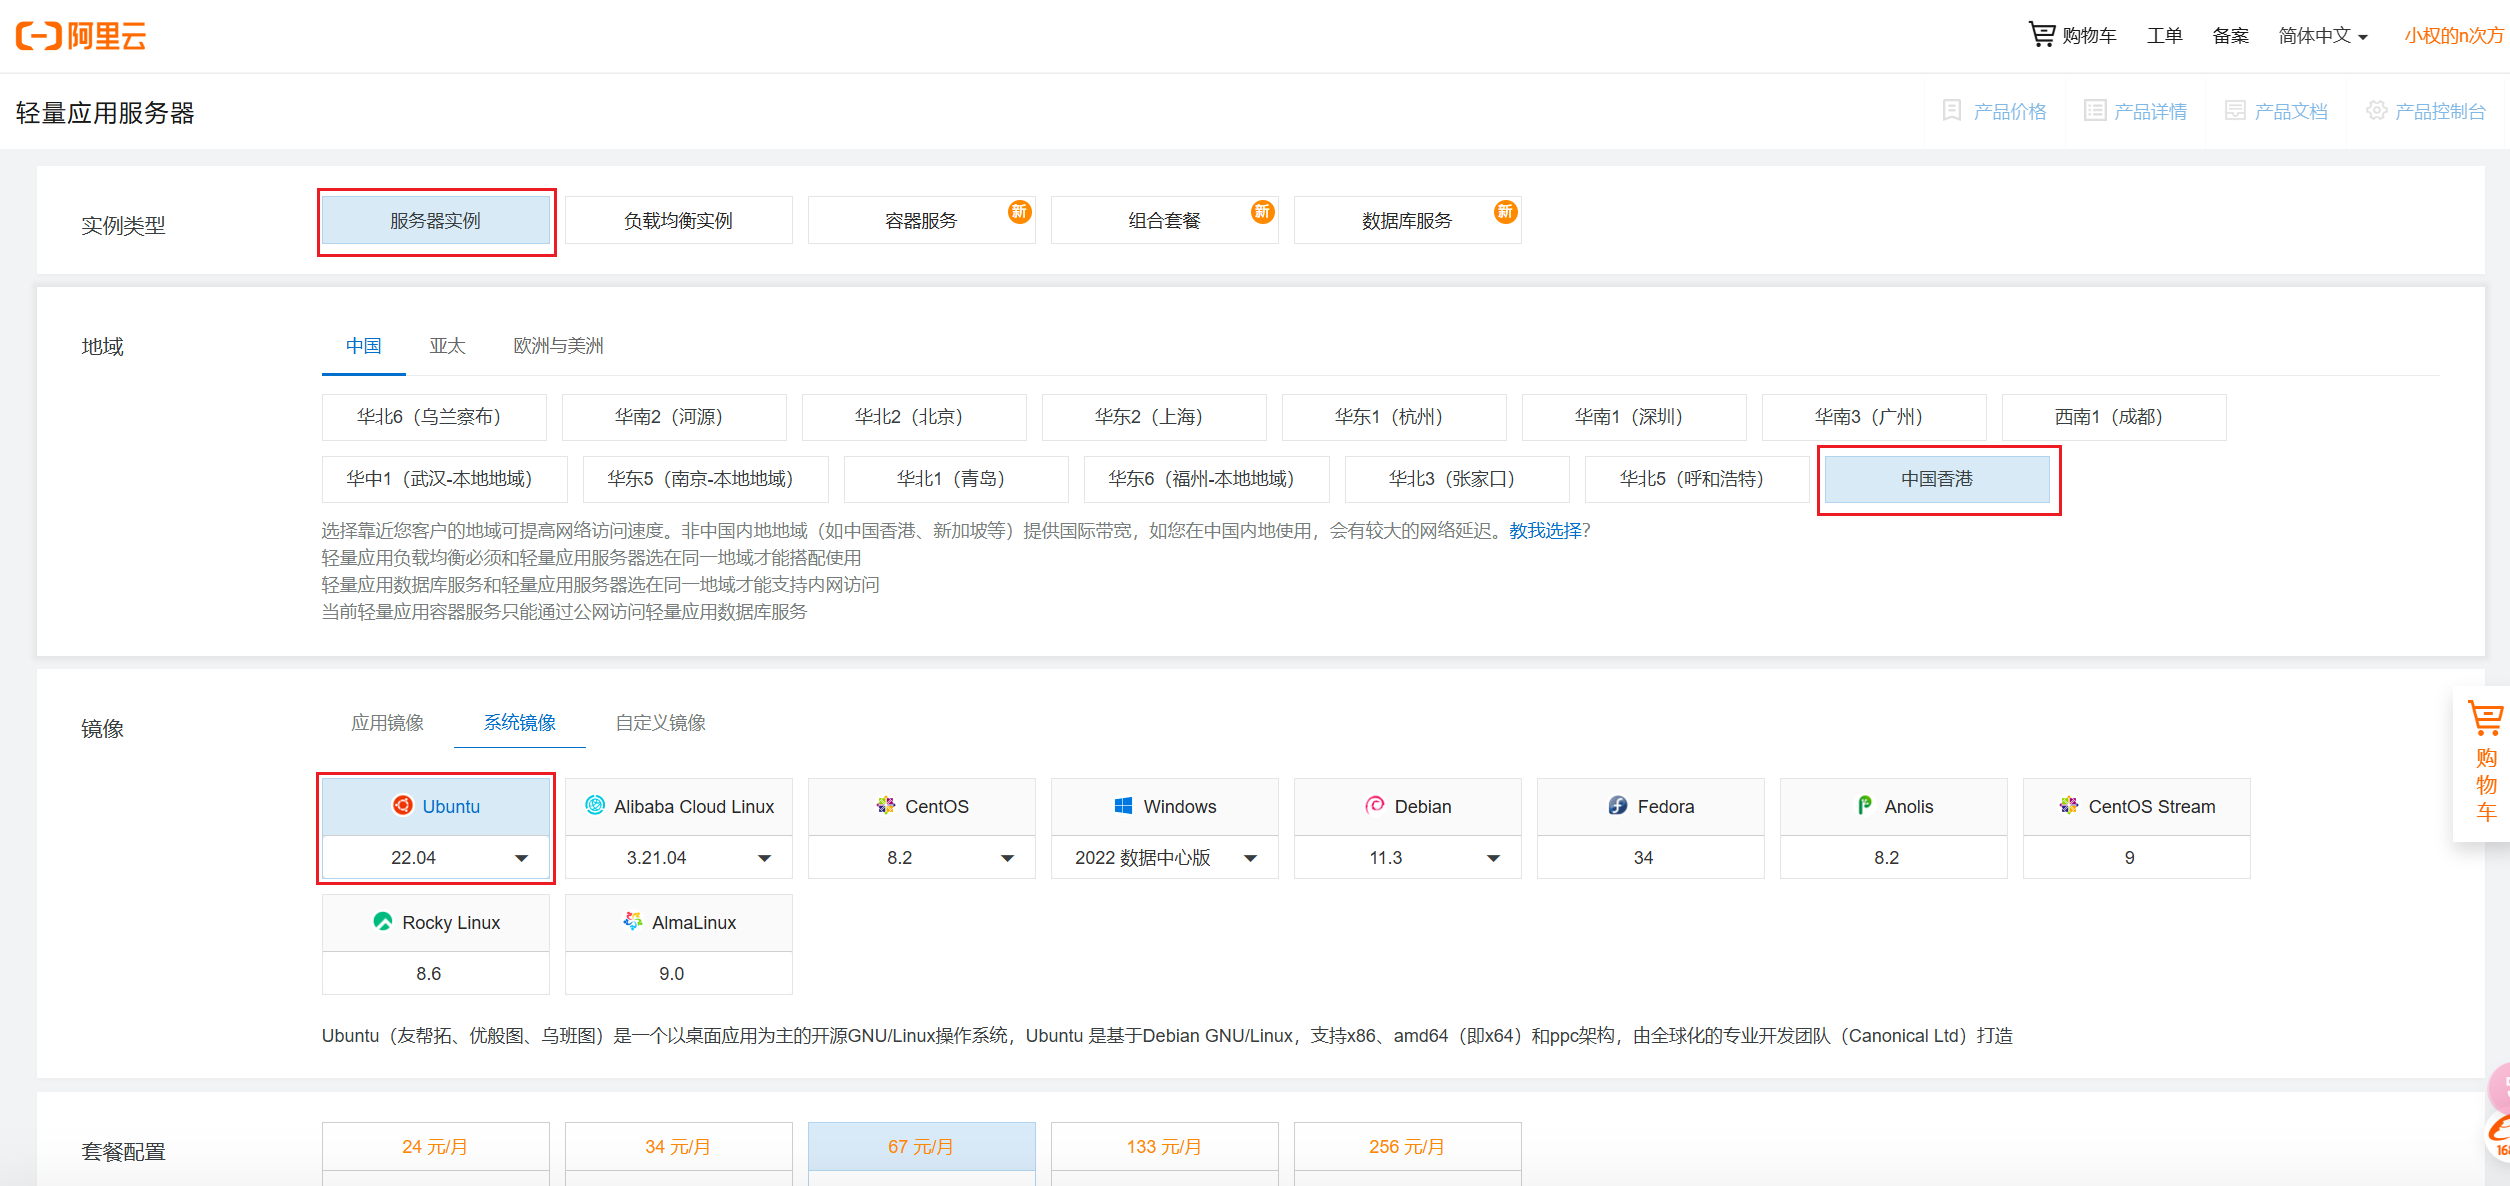 阿里云
购物车 工单 备案 简体中文 小权的n次方
轻量应用服务器
产品价格 产品详情 产品文档 产品控制台
实例类型
服务器实例 负载均衡实例 容器服务 新 组合套餐 新 数据库服务 新
地域
中国 亚太 欧洲与美洲
华北6（乌兰察布） 华南2（河源） 华北2（北京） 华东2（上海） 华东1（杭州） 华南1（深圳） 华南3（广州） 西南1（成都）
华中1（武汉-本地地域） 华东5（南京-本地地域） 华北1（青岛） 华东6（福州-本地地域） 华北3（张家口） 华北5（呼和浩特） 中国香港
选择靠近您客户的地域可提高网络访问速度。非中国内地地域（如中国香港、新加坡等）提供国际带宽，如您在中国内地使用，会有较大的网络延迟。教我选择?
轻量应用负载均衡必须和轻量应用服务器选在同一地域才能搭配使用
轻量应用数据库服务和轻量应用服务器选在同一地域才能支持内网访问
当前轻量应用容器服务只能通过公网访问轻量应用数据库服务
镜像
应用镜像 系统镜像 自定义镜像
Ubuntu Alibaba Cloud Linux CentOS Windows Debian Fedora Anolis CentOS Stream
22.04 3.21.04 8.2 2022 数据中心版 11.3 34 8.2 9
Rocky Linux AlmaLinux
8.6 9.0
Ubuntu（友帮拓、优般图、乌班图）是一个以桌面应用为主的开源GNU/Linux操作系统，Ubuntu 是基于Debian GNU/Linux，支持x86、amd64（即x64）和ppc架构，由全球化的专业开发团队（Canonical Ltd）打造
套餐配置
24 元/月 34 元/月 67 元/月 133 元/月 256 元/月
购
物
车